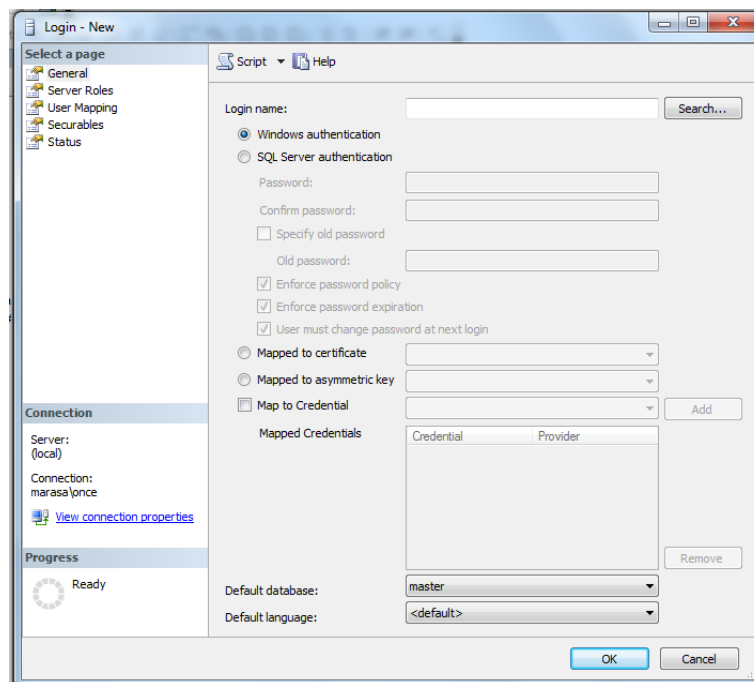 Login - New
Select a page
General
Server Roles
User Mapping
Securables
Status
Connection
Server:
(local)
Connection:
marasa\once
View connection properties
Progress
Ready
Script
Help
Login name:
Search...
Windows authentication
SQL Server authentication
Password:
Confirm password:
Specify old password
Old password:
Enforce password policy
Enforce password expiration
User must change password at next login
Mapped to certificate
Mapped to asymmetric key
Map to Credential
Add
Mapped Credentials
Credential Provider
Remove
Default database: master
Default language: <default>
OK Cancel